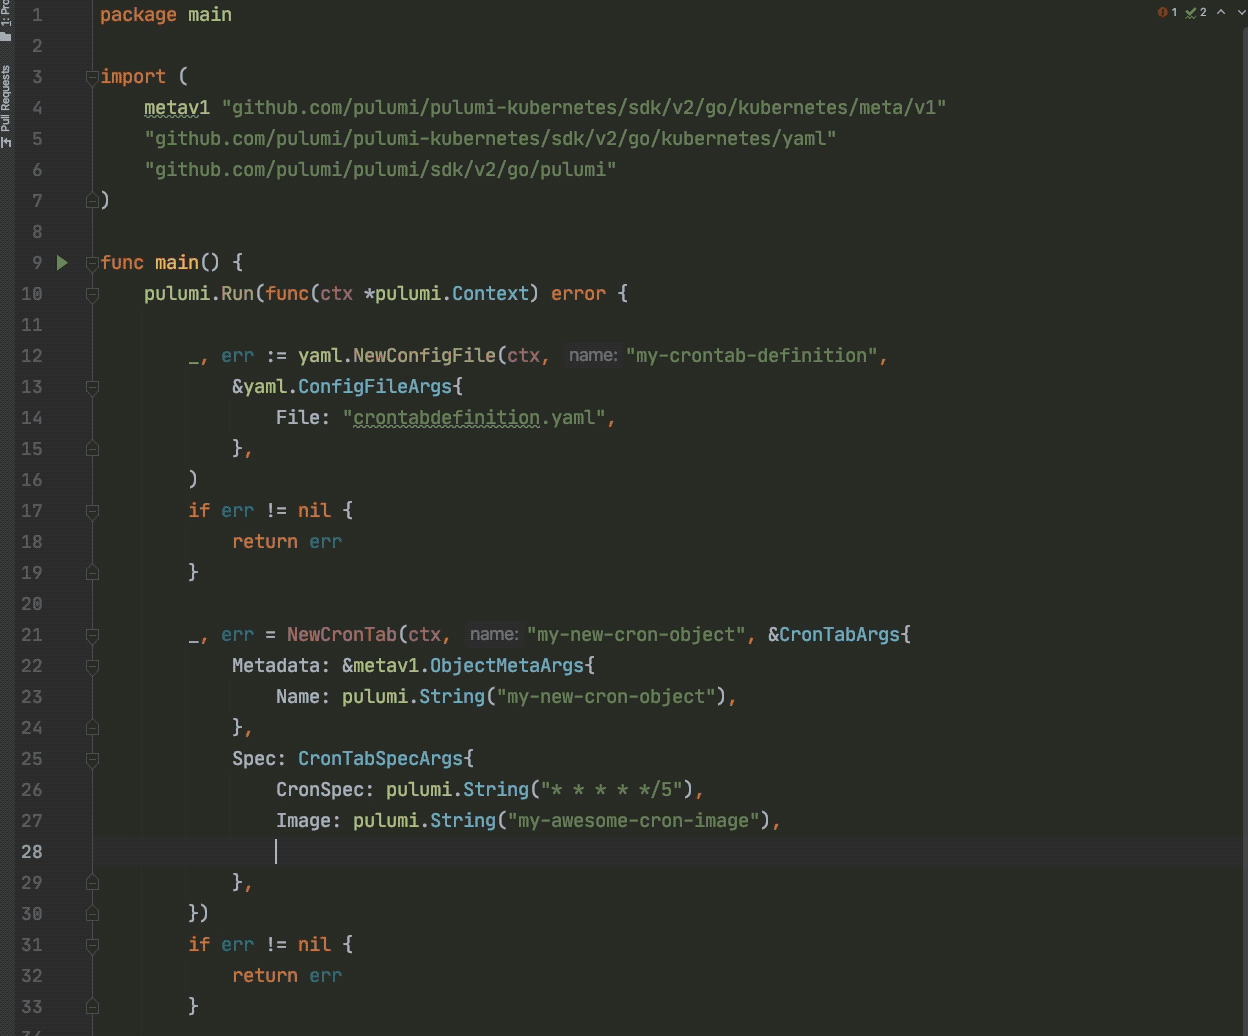 1: Pro
Pull Requests
1 2
1 package main
2
3 import (
4 metav1 "github.com/pulumi/pulumi-kubernetes/sdk/v2/go/kubernetes/meta/v1"
5 "github.com/pulumi/pulumi-kubernetes/sdk/v2/go/kubernetes/yaml"
6 "github.com/pulumi/pulumi/sdk/v2/go/pulumi"
7 )
8
9 func main() {
10 pulumi.Run(func(ctx *pulumi.Context) error {
11
12 _, err := yaml.NewConfigFile(ctx, name: "my-crontab-definition",
13 &yaml.ConfigFileArgs{
14 File: "crontabdefinition.yaml",
15 },
16 )
17 if err != nil {
18 return err
19 }
20
21 _, err = NewCronTab(ctx, name: "my-new-cron-object", &CronTabArgs{
22 Metadata: &metav1.ObjectMetaArgs{
23 Name: pulumi.String("my-new-cron-object"),
24 },
25 Spec: CronTabSpecArgs{
26 CronSpec: pulumi.String("* * * * */5"),
27 Image: pulumi.String("my-awesome-cron-image"),
28
29 },
30 })
31 if err != nil {
32 return err
33 }